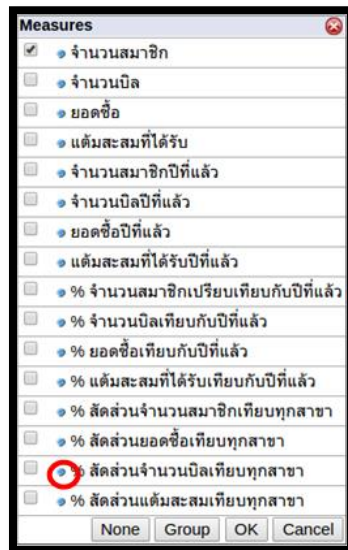 Measures
จำนวนสมาชิก
จำนวนบิล
ยอดซื้อ
แต้มสะสมที่ได้รับ
จำนวนสมาชิกปีที่แล้ว
จำนวนบิลปีที่แล้ว
ยอดซื้อปีที่แล้ว
แต้มสะสมที่ได้รับปีที่แล้ว
% จำนวนสมาชิกเปรียบเทียบกับปีที่แล้ว
% จำนวนบิลเทียบกับปีที่แล้ว
% ยอดซื้อเทียบกับปีที่แล้ว
% แต้มสะสมที่ได้รับเทียบกับปีที่แล้ว
% สัดส่วนจำนวนสมาชิกเทียบทุกสาขา
% สัดส่วนยอดซื้อเทียบทุกสาขา
% สัดส่วนจำนวนบิลเทียบทุกสาขา
% สัดส่วนแต้มสะสมเทียบทุกสาขา
None Group OK Cancel